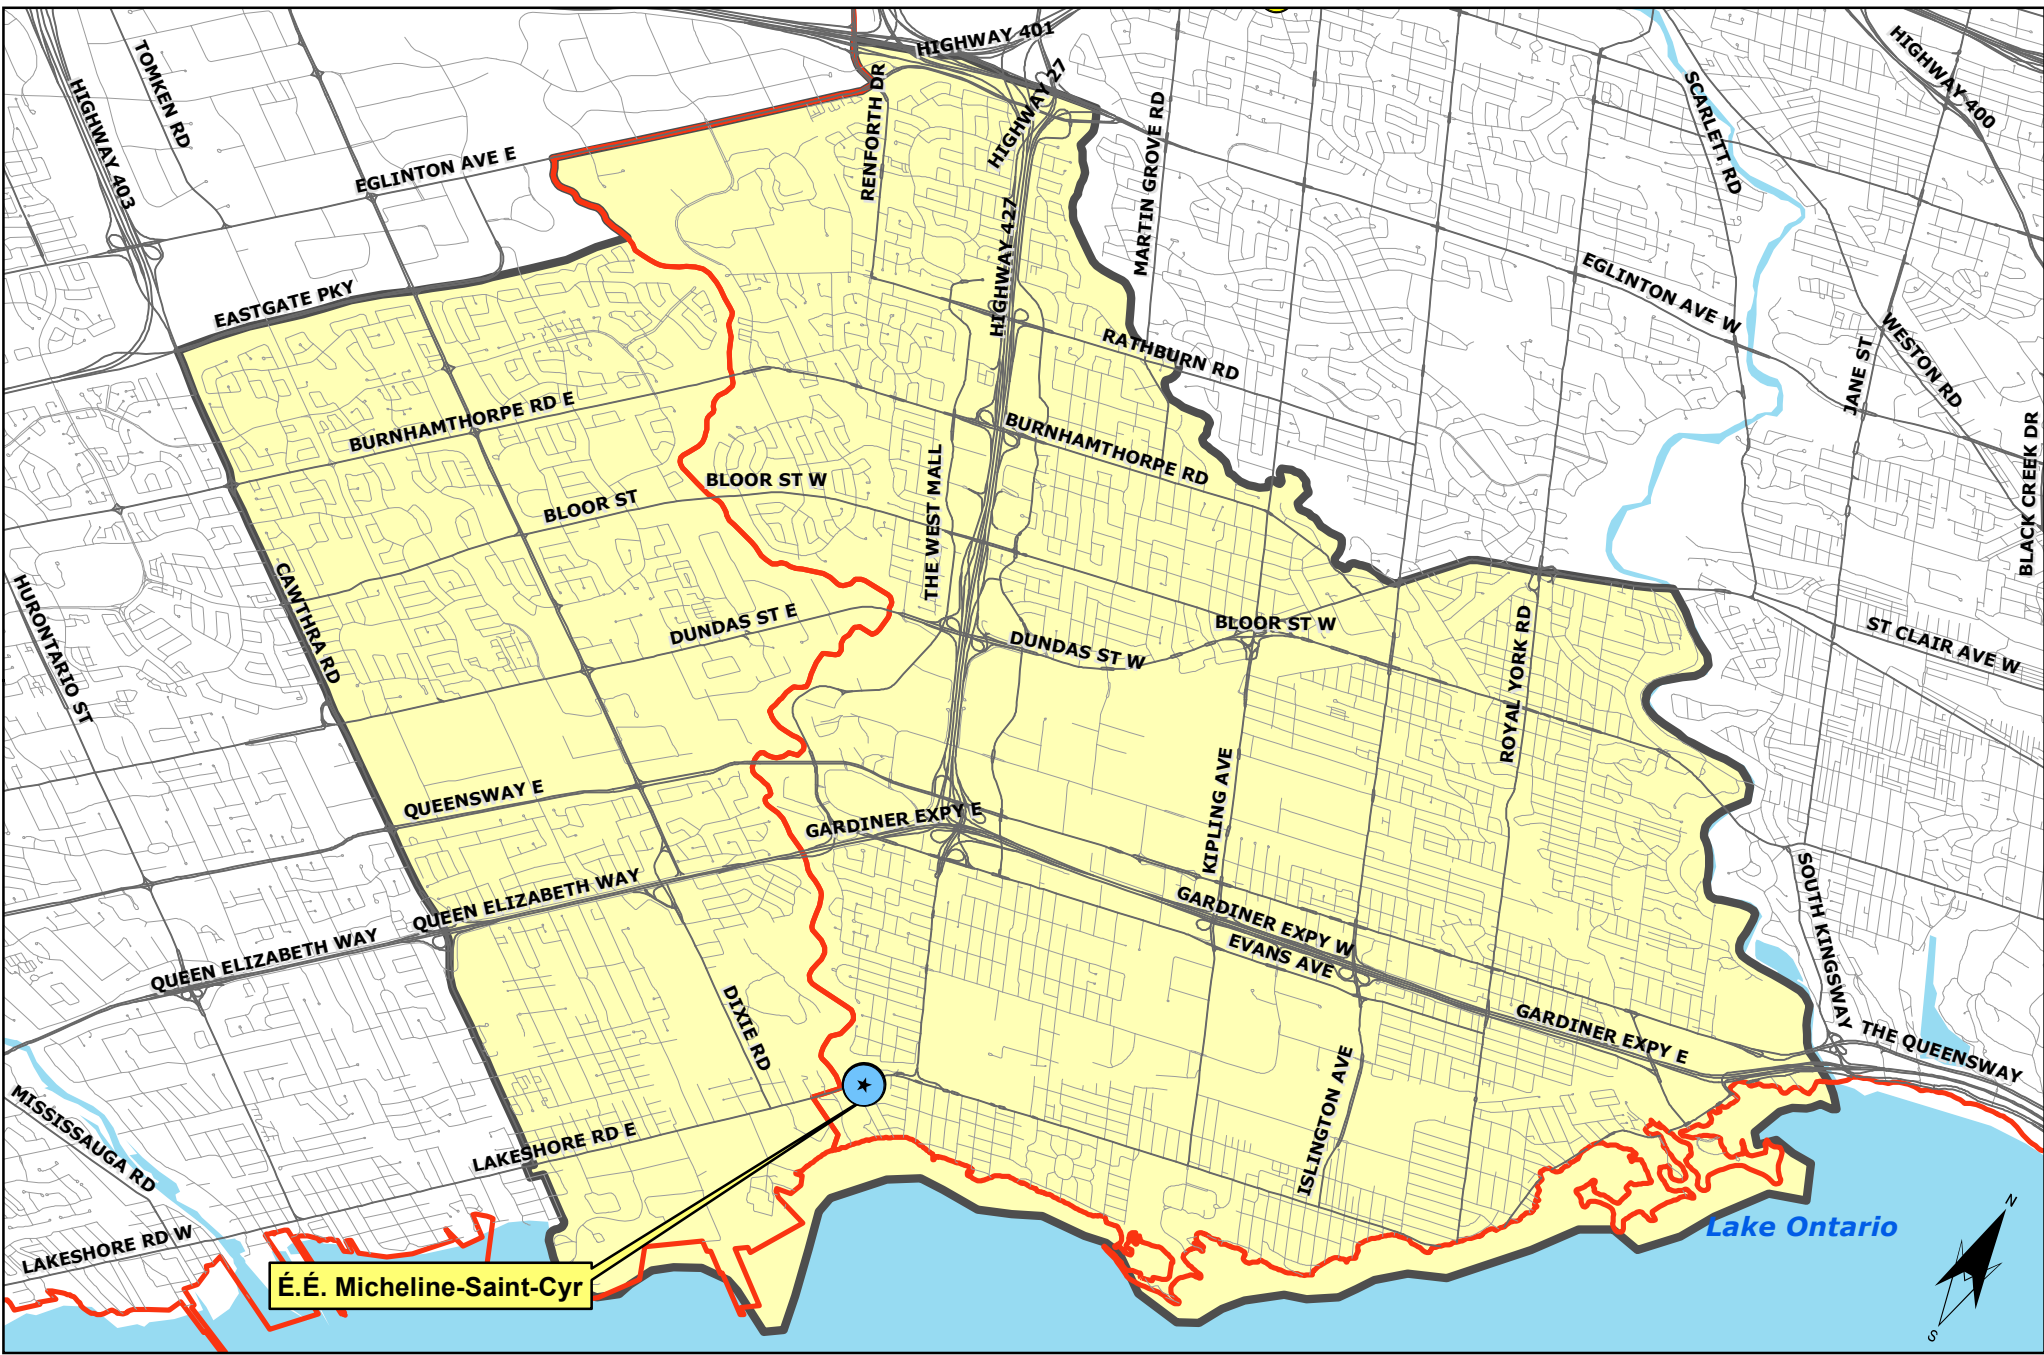 HIGHWAY 401
HIGHWAY 400
TOMKEN RD
HIGHWAY 403
RENFORTH DR
HIGHWAY 27
MARTIN GROVE RD
SCARLETT RD
EGLINTON AVE E
HIGHWAY 427
EASTGATE PKY
EGLINTON AVE W
RATHBURN RD
JANE ST
WESTON RD
BURNHAMTHORPE RD E
BURNHAMTHORPE RD
BLACK CREEK DR
BLOOR ST
BLOOR ST W
THE WEST MALL
CAWTHRA RD
HURONTARIO ST
DUNDAS ST E
DUNDAS ST W
BLOOR ST W
ROYAL YORK RD
ST CLAIR AVE W
QUEENSWAY E
GARDINER EXPY E
KIPLING AVE
QUEEN ELIZABETH WAY
QUEEN ELIZABETH WAY
GARDINER EXPY W
EVANS AVE
SOUTH KINGSWAY
DIXIE RD
GARDINER EXPY E
THE QUEENSWAY
ISLINGTON AVE
MISSISSAUGA RD
LAKESHORE RD E
LAKESHORE RD W
Lake Ontario
É.É. Micheline-Saint-Cyr
N
S